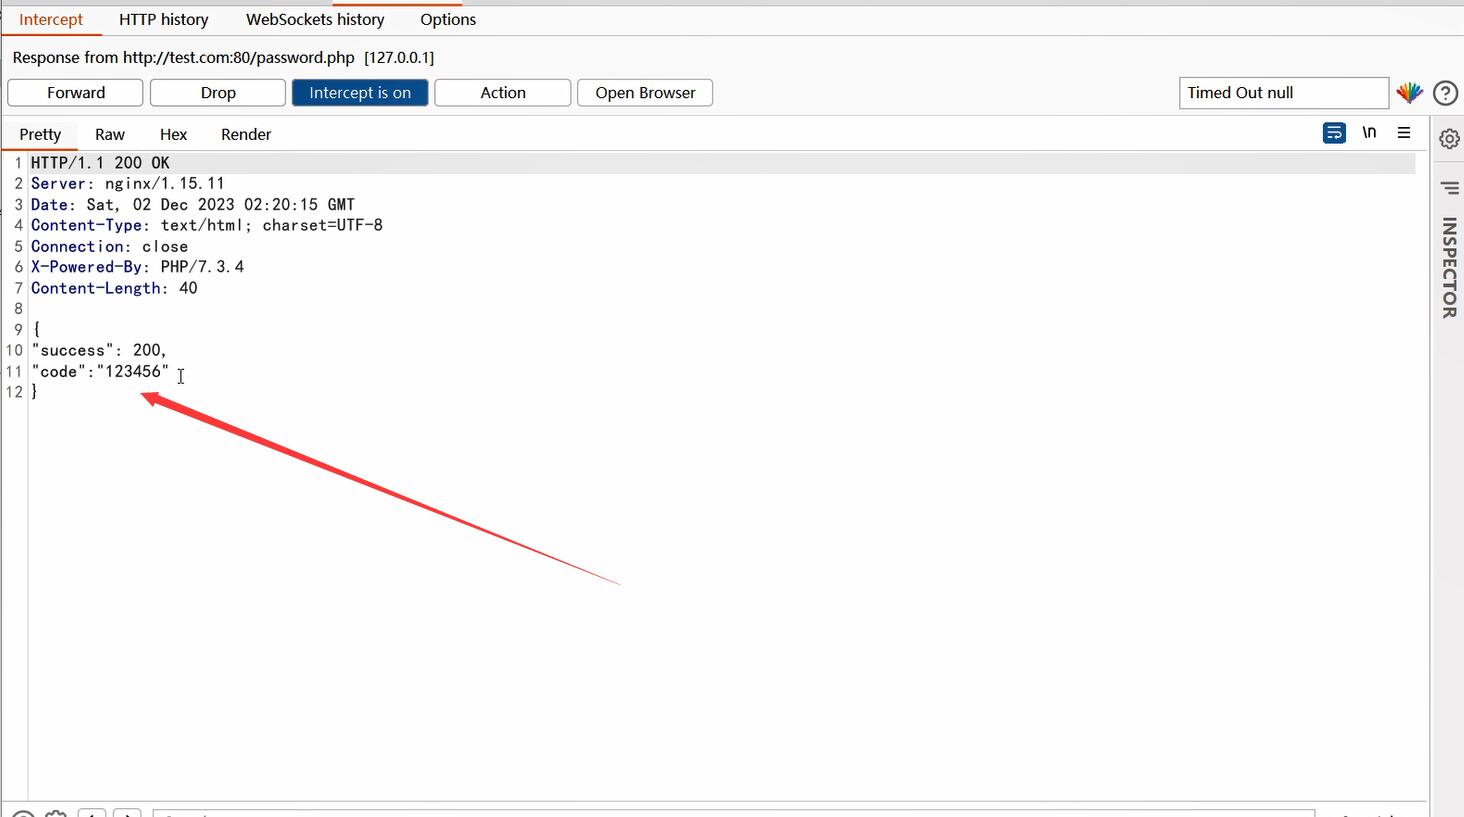 Intercept HTTP history WebSockets history Options
Response from http://test.com:80/password.php [127.0.0.1]
Forward Drop Intercept is on Action Open Browser Timed Out null
Pretty Raw Hex Render \n
1 HTTP/1.1 200 OK
2 Server: nginx/1.15.11
3 Date: Sat, 02 Dec 2023 02:20:15 GMT
4 Content-Type: text/html; charset=UTF-8
5 Connection: close
6 X-Powered-By: PHP/7.3.4
7 Content-Length: 40
8
9 {
10 "success": 200,
11 "code":"123456"
12 }
INSPECTOR